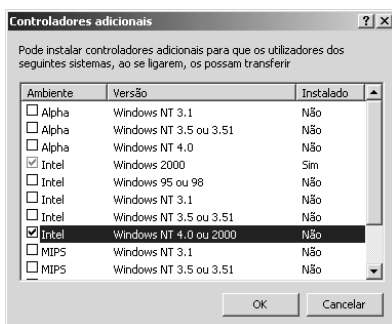 Controladores adicionais
Pode instalar controladores adicionais para que os utilizadores dos
seguintes sistemas, ao se ligarem, os possam transferir
Ambiente Versão Instalado
Alpha Windows NT 3.1 Não
Alpha Windows NT 3.5 ou 3.51 Não
Alpha Windows NT 4.0 Não
Intel Windows 2000 Sim
Intel Windows 95 ou 98 Não
Intel Windows NT 3.1 Não
Intel Windows NT 3.5 ou 3.51 Não
Intel Windows NT 4.0 ou 2000 Não
MIPS Windows NT 3.1 Não
MIPS Windows NT 3.5 ou 3.51 Não
OK Cancelar